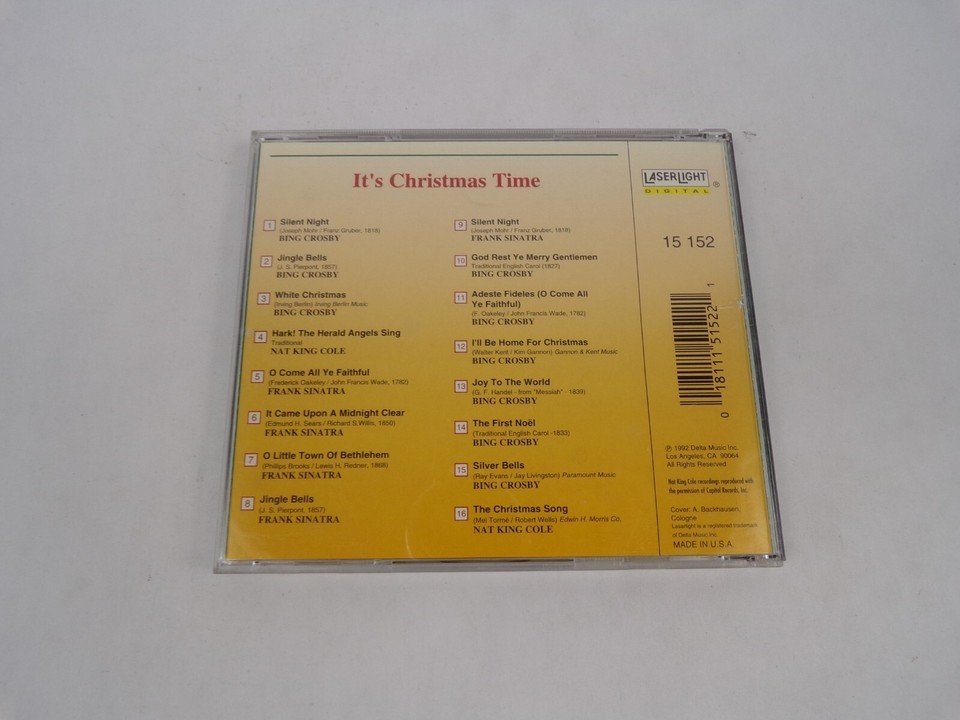 It's Christmas Time
1 Silent Night
(Joseph Mohr / Franz Gruber, 1818)
BING CROSBY
2 Jingle Bells
(J. S. Pierpont, 1857)
BING CROSBY
3 White Christmas
(Irving Berlin) Irving Berlin Music
BING CROSBY
4 Hark! The Herald Angels Sing
Traditional
NAT KING COLE
5 O Come All Ye Faithful
(Frederick Oakeley / John Francis Wade, 1782)
FRANK SINATRA
6 It Came Upon A Midnight Clear
(Edmund H. Sears / Richard S.Willis, 1850)
FRANK SINATRA
7 O Little Town Of Bethlehem
(Phillips Brooks / Lewis H. Redner, 1868)
FRANK SINATRA
8 Jingle Bells
(J. S. Pierpont, 1857)
FRANK SINATRA
9 Silent Night
(Joseph Mohr / Franz Gruber, 1818)
FRANK SINATRA
10 God Rest Ye Merry Gentlemen
Traditional English Carol (1827)
BING CROSBY
11 Adeste Fideles (O Come All
Ye Faithful)
(F. Oakeley / John Francis Wade, 1782)
BING CROSBY
12 I'll Be Home For Christmas
(Walter Kent / Kim Gannon) Gannon & Kent Music
BING CROSBY
13 Joy To The World
(G. F. Handel - from "Messiah" - 1839)
BING CROSBY
14 The First Noël
(Traditional English Carol -1833)
BING CROSBY
15 Silver Bells
(Ray Evans / Jay Livingston) Paramount Music
BING CROSBY
16 The Christmas Song
(Mel Tormé / Robert Wells) Edwin H. Morris Co.
NAT KING COLE
LASERLIGHT
DIGITAL ®
15 152
0 18111 51522 1
℗ 1992 Delta Music Inc.
Los Angeles, CA 90064
All Rights Reserved
Nat King Cole recordings reproduced with
the permission of Capitol Records, Inc.
Cover: A. Backhausen,
Cologne
Laserlight is a registered trademark
of Delta Music Inc.
MADE IN U.S.A.